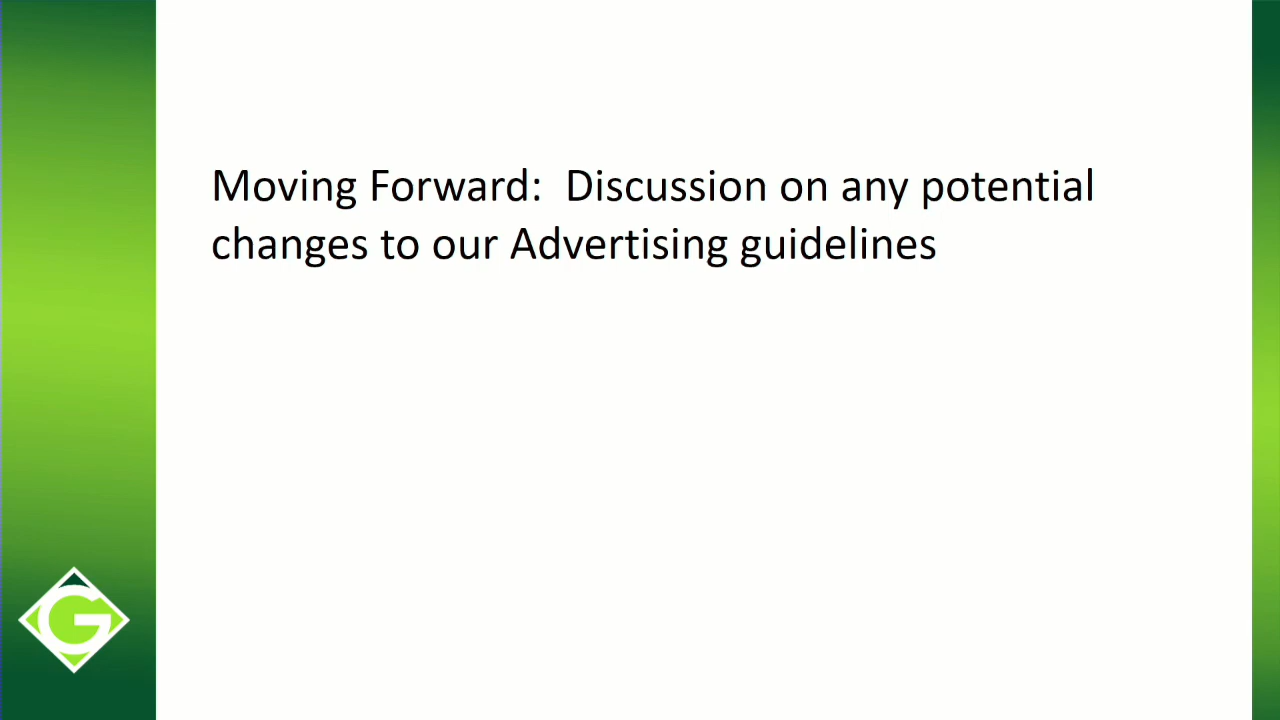 Moving Forward:  Discussion on any potential
changes to our Advertising guidelines
G